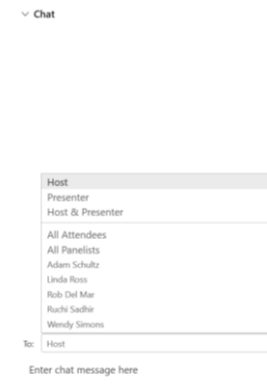 Chat
Host
Presenter
Host & Presenter
All Attendees
All Panelists
Adam Schultz
Linda Ross
Rob Del Mar
Ruchi Sadhir
Wendy Simons
To: Host
Enter chat message here